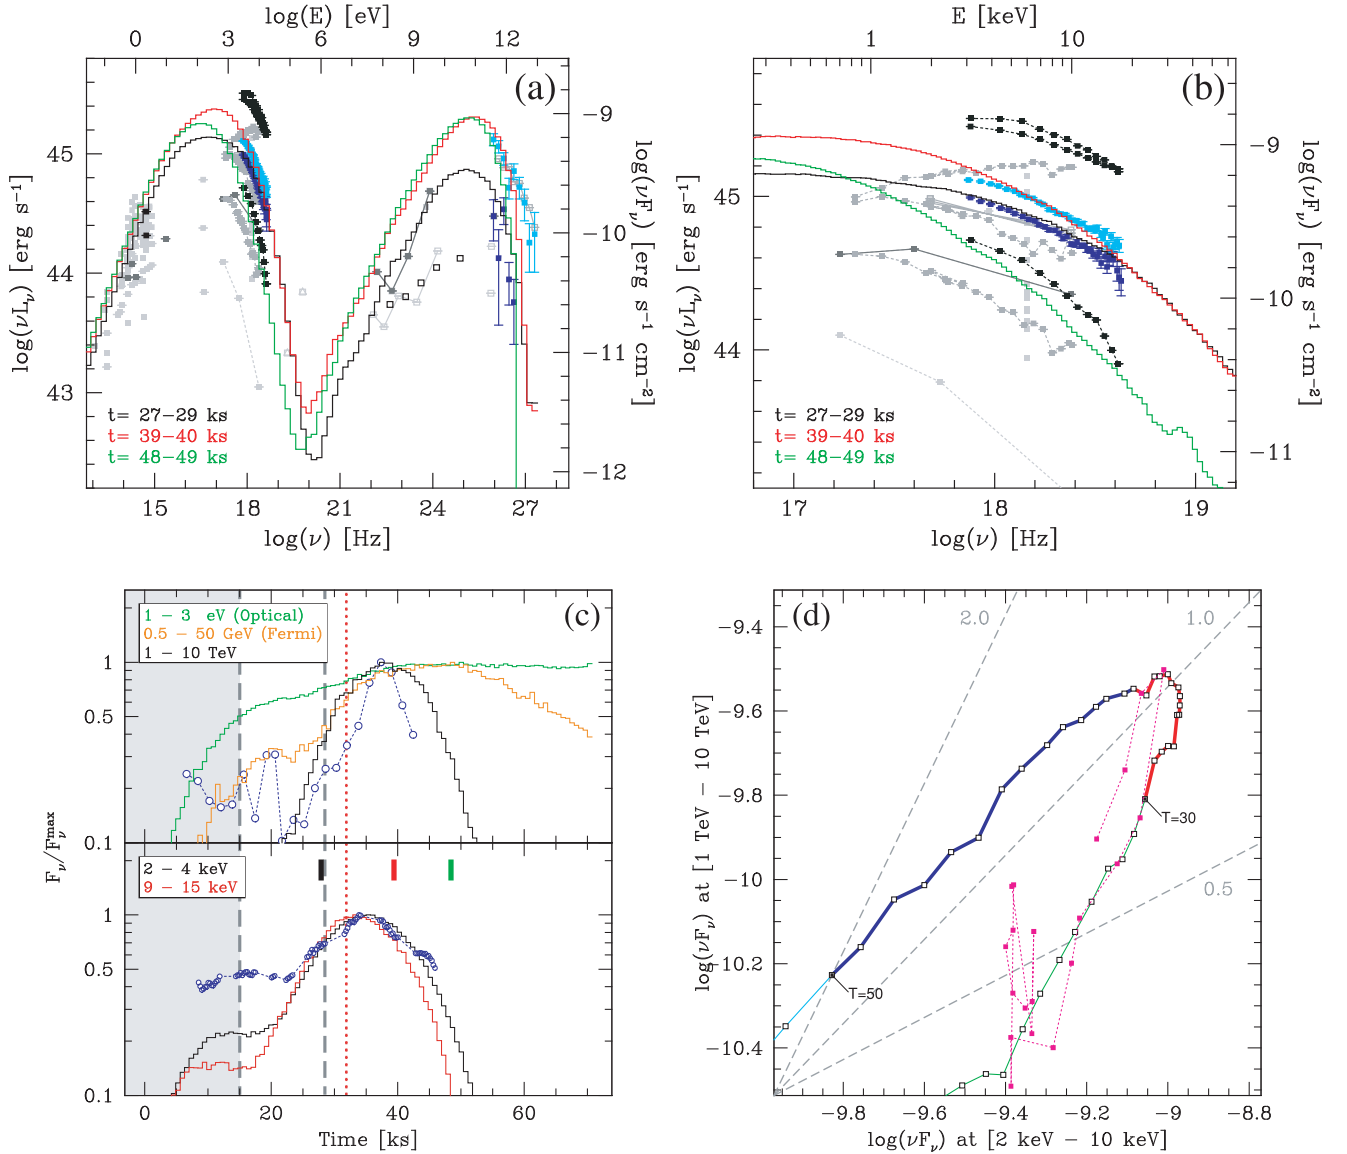 log(E) [eV]
0 3 6 9 12
(a)
log(νLν) [erg s−1]
45
44
43
−9
−10
−11
−12
log(νFν) [erg s−1 cm−2]
t= 27−29 ks
t= 39−40 ks
t= 48−49 ks
15 18 21 24 27
log(ν) [Hz]
E [keV]
1 10
(b)
log(νLν) [erg s−1]
45
44
−9
−10
−11
log(νFν) [erg s−1 cm−2]
t= 27−29 ks
t= 39−40 ks
t= 48−49 ks
17 18 19
log(ν) [Hz]
(c)
1 − 3 eV (Optical)
0.5 − 50 GeV (Fermi)
1 − 10 TeV
1
0.5
0.1
Fν/Fνmax
2 − 4 keV
9 − 15 keV
1
0.5
0.1
0 20 40 60
Time [ks]
(d)
2.0
1.0
0.5
T=30
T=50
log(νFν) at [1 TeV − 10 TeV]
−9.4
−9.6
−9.8
−10
−10.2
−10.4
−9.8 −9.6 −9.4 −9.2 −9 −8.8
log(νFν) at [2 keV − 10 keV]